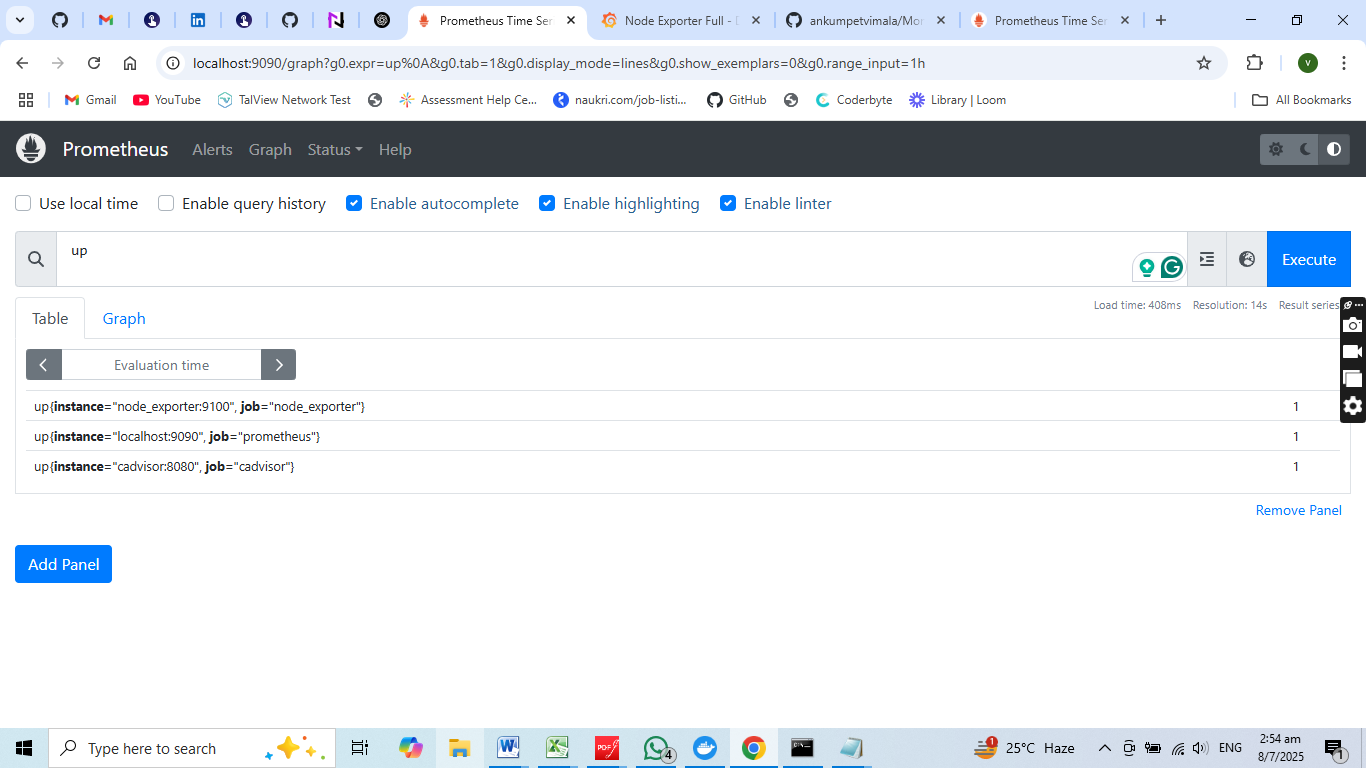 Prometheus Time Ser
Node Exporter Full - D
ankumpetvimala/Mon
Prometheus Time Ser
localhost:9090/graph?g0.expr=up%0A&g0.tab=1&g0.display_mode=lines&g0.show_exemplars=0&g0.range_input=1h
V
Gmail YouTube TalView Network Test Assessment Help Ce... naukri.com/job-listi... GitHub Coderbyte Library | Loom All Bookmarks
Prometheus Alerts Graph Status Help
Use local time Enable query history Enable autocomplete Enable highlighting Enable linter
up
Execute
Table Graph
Load time: 408ms Resolution: 14s Result series
Evaluation time
up{instance="node_exporter:9100", job="node_exporter"} 1
up{instance="localhost:9090", job="prometheus"} 1
up{instance="cadvisor:8080", job="cadvisor"} 1
Remove Panel
Add Panel
Type here to search
PDF
4
1
25°C Haze
ENG
2:54 am
8/7/2025
1